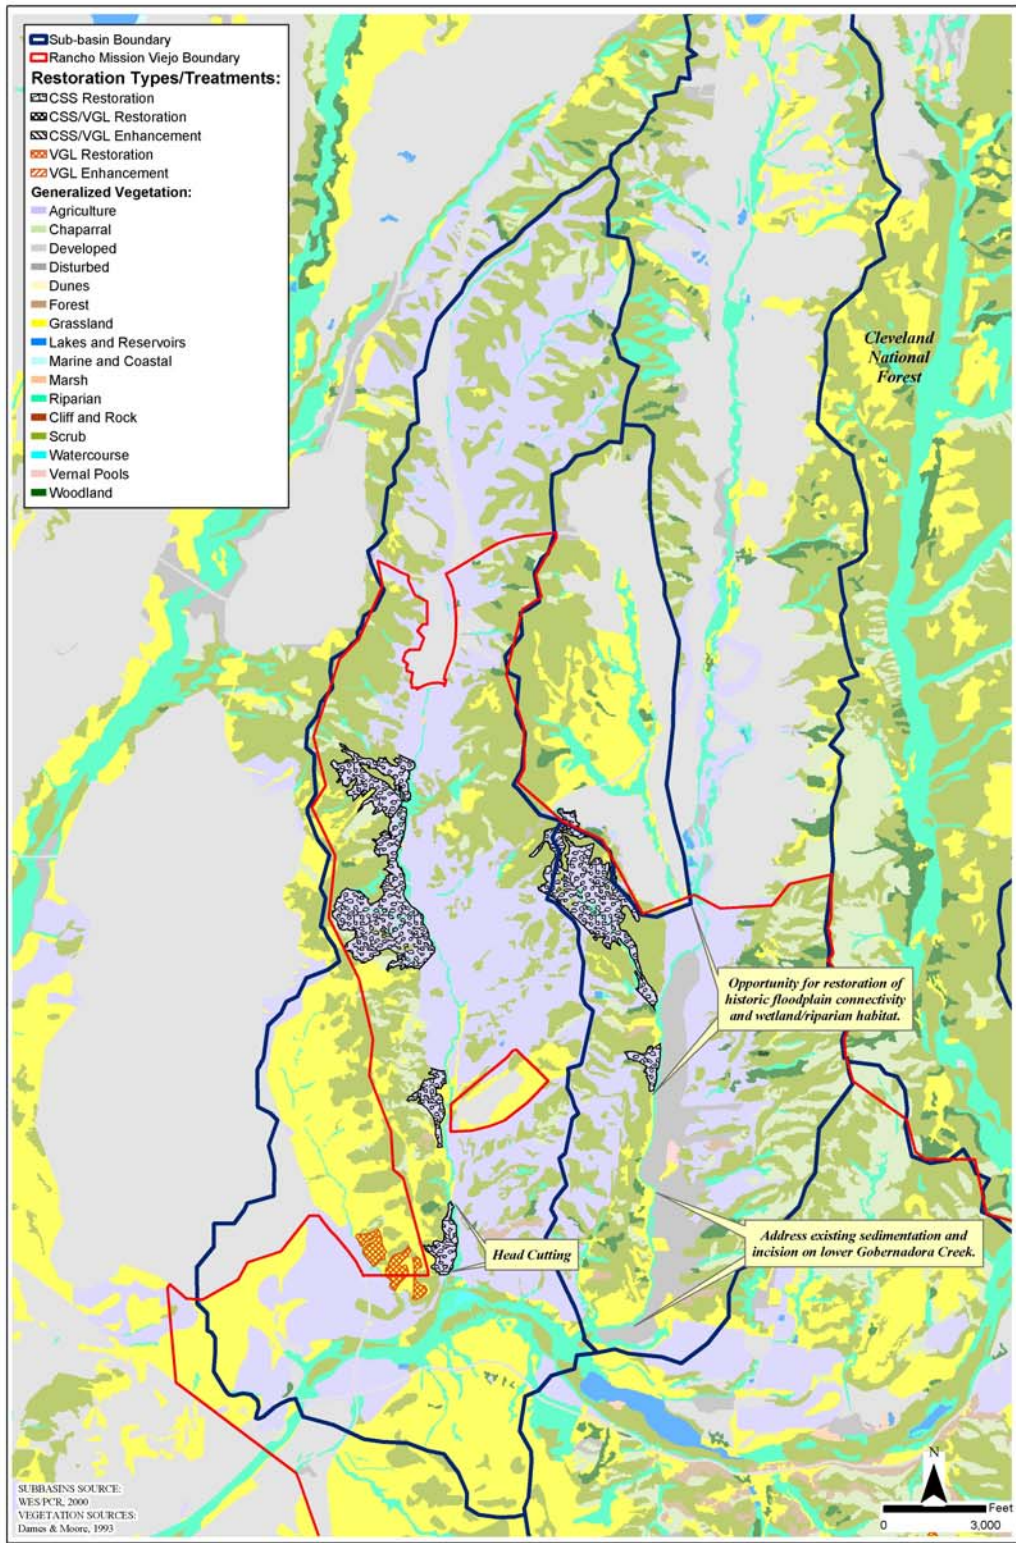 Sub-basin Boundary
Rancho Mission Viejo Boundary
Restoration Types/Treatments:
CSS Restoration
CSS/VGL Restoration
CSS/VGL Enhancement
VGL Restoration
VGL Enhancement
Generalized Vegetation:
Agriculture
Chaparral
Developed
Disturbed
Dunes
Forest
Grassland
Lakes and Reservoirs
Marine and Coastal
Marsh
Riparian
Cliff and Rock
Scrub
Watercourse
Vernal Pools
Woodland
Cleveland
National
Forest
Opportunity for restoration of
historic floodplain connectivity
and wetland/riparian habitat.
Address existing sedimentation and
incision on lower Gobernadora Creek.
Head Cutting
SUBBASINS SOURCE:
WES/PCR, 2000
VEGETATION SOURCES:
Dames & Moore, 1993
N
Feet
0 3,000